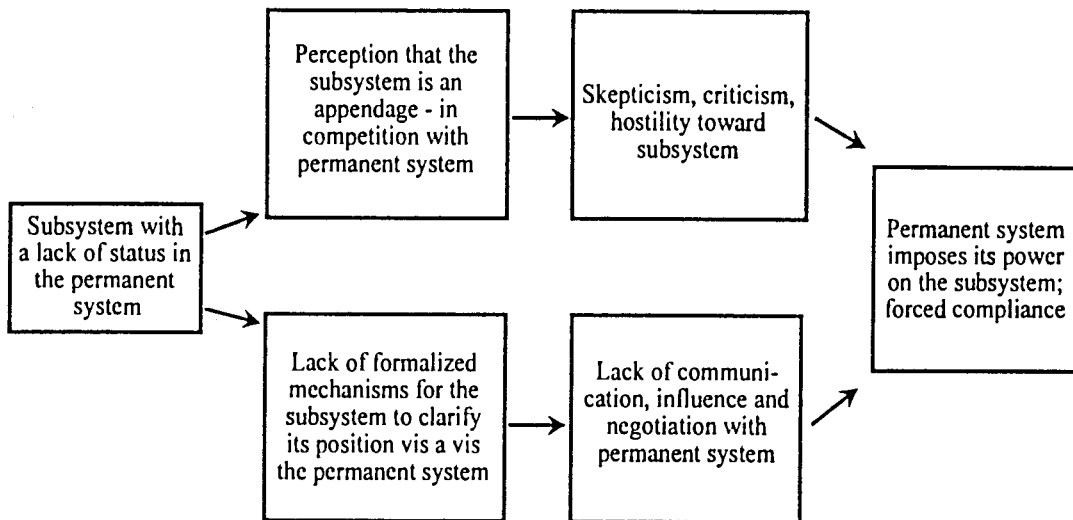 Subsystem with
a lack of status in
the permanent
system
Perception that the
subsystem is an
appendage - in
competition with
permanent system
Skepticism, criticism,
hostility toward
subsystem
Lack of formalized
mechanisms for the
subsystem to clarify
its position vis a vis
the permanent system
Lack of communi-
cation, influence and
negotiation with
permanent system
Permanent system
imposes its power
on the subsystem;
forced compliance